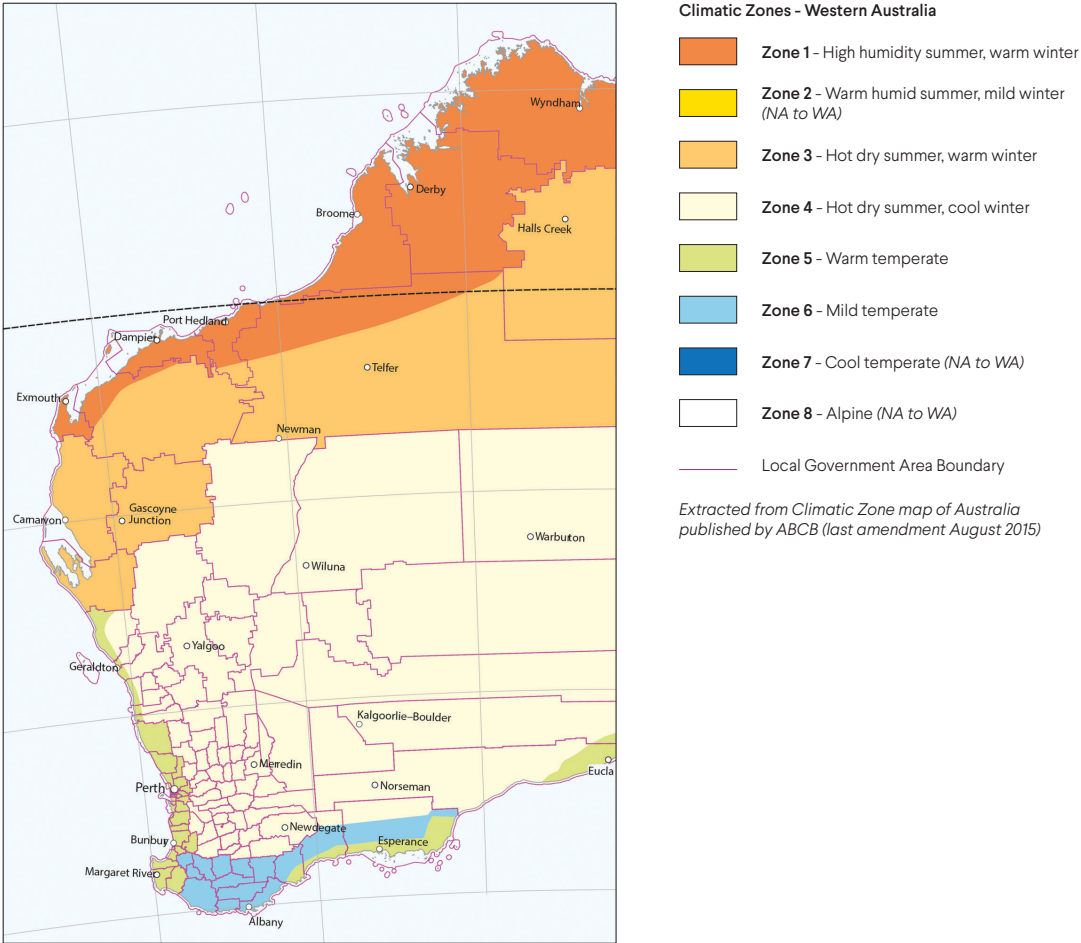 Climatic Zones - Western Australia
Zone 1 - High humidity summer, warm winter
Zone 2 - Warm humid summer, mild winter
(NA to WA)
Zone 3 - Hot dry summer, warm winter
Zone 4 - Hot dry summer, cool winter
Zone 5 - Warm temperate
Zone 6 - Mild temperate
Zone 7 - Cool temperate (NA to WA)
Zone 8 - Alpine (NA to WA)
Local Government Area Boundary
Extracted from Climatic Zone map of Australia
published by ABCB (last amendment August 2015)
Wyndham
Derby
Broome
Halls Creek
Port Hedland
Dampier
Telfer
Exmouth
Newman
Gascoyne
Junction
Carnarvon
Warburton
Wiluna
Yalgoo
Geraldton
Kalgoorlie–Boulder
Merredin
Eucla
Perth
Norseman
Newdegate
Bunbury
Esperance
Margaret River
Albany